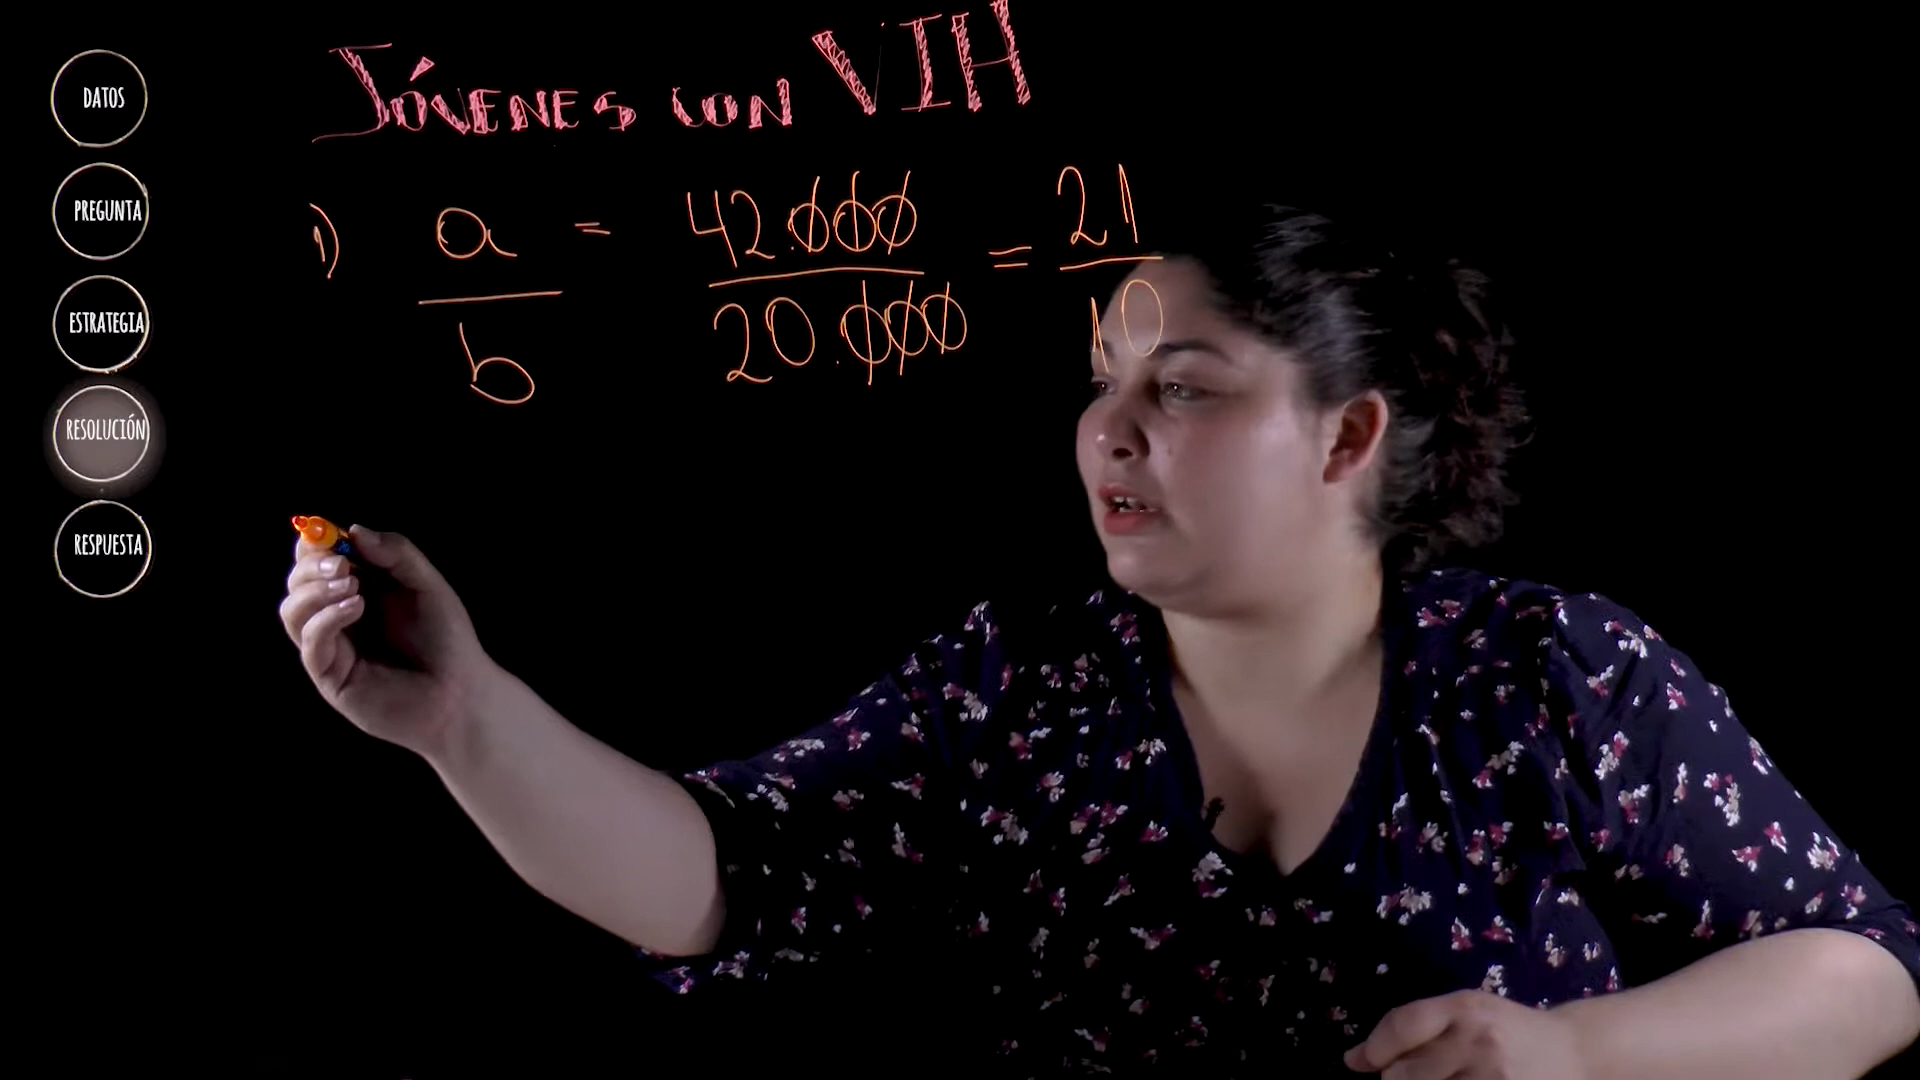 JÓVENES CON VIH
DATOS
PREGUNTA
ESTRATEGIA
RESOLUCIÓN
RESPUESTA
1) a/b = 42.000/20.000 = 21/10